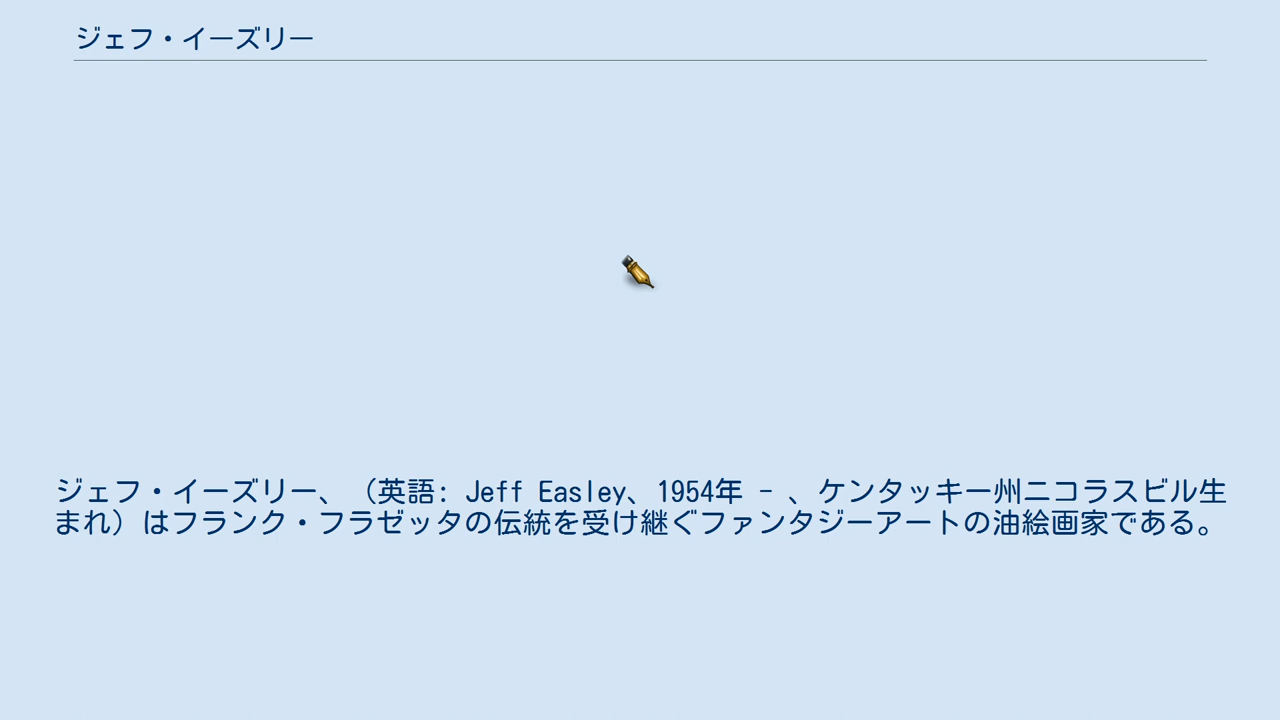 ジェフ・イーズリー
ジェフ・イーズリー、（英語: Jeff Easley、1954年 - 、ケンタッキー州ニコラスビル生
まれ）はフランク・フラゼッタの伝統を受け継ぐファンタジーアートの油絵画家である。